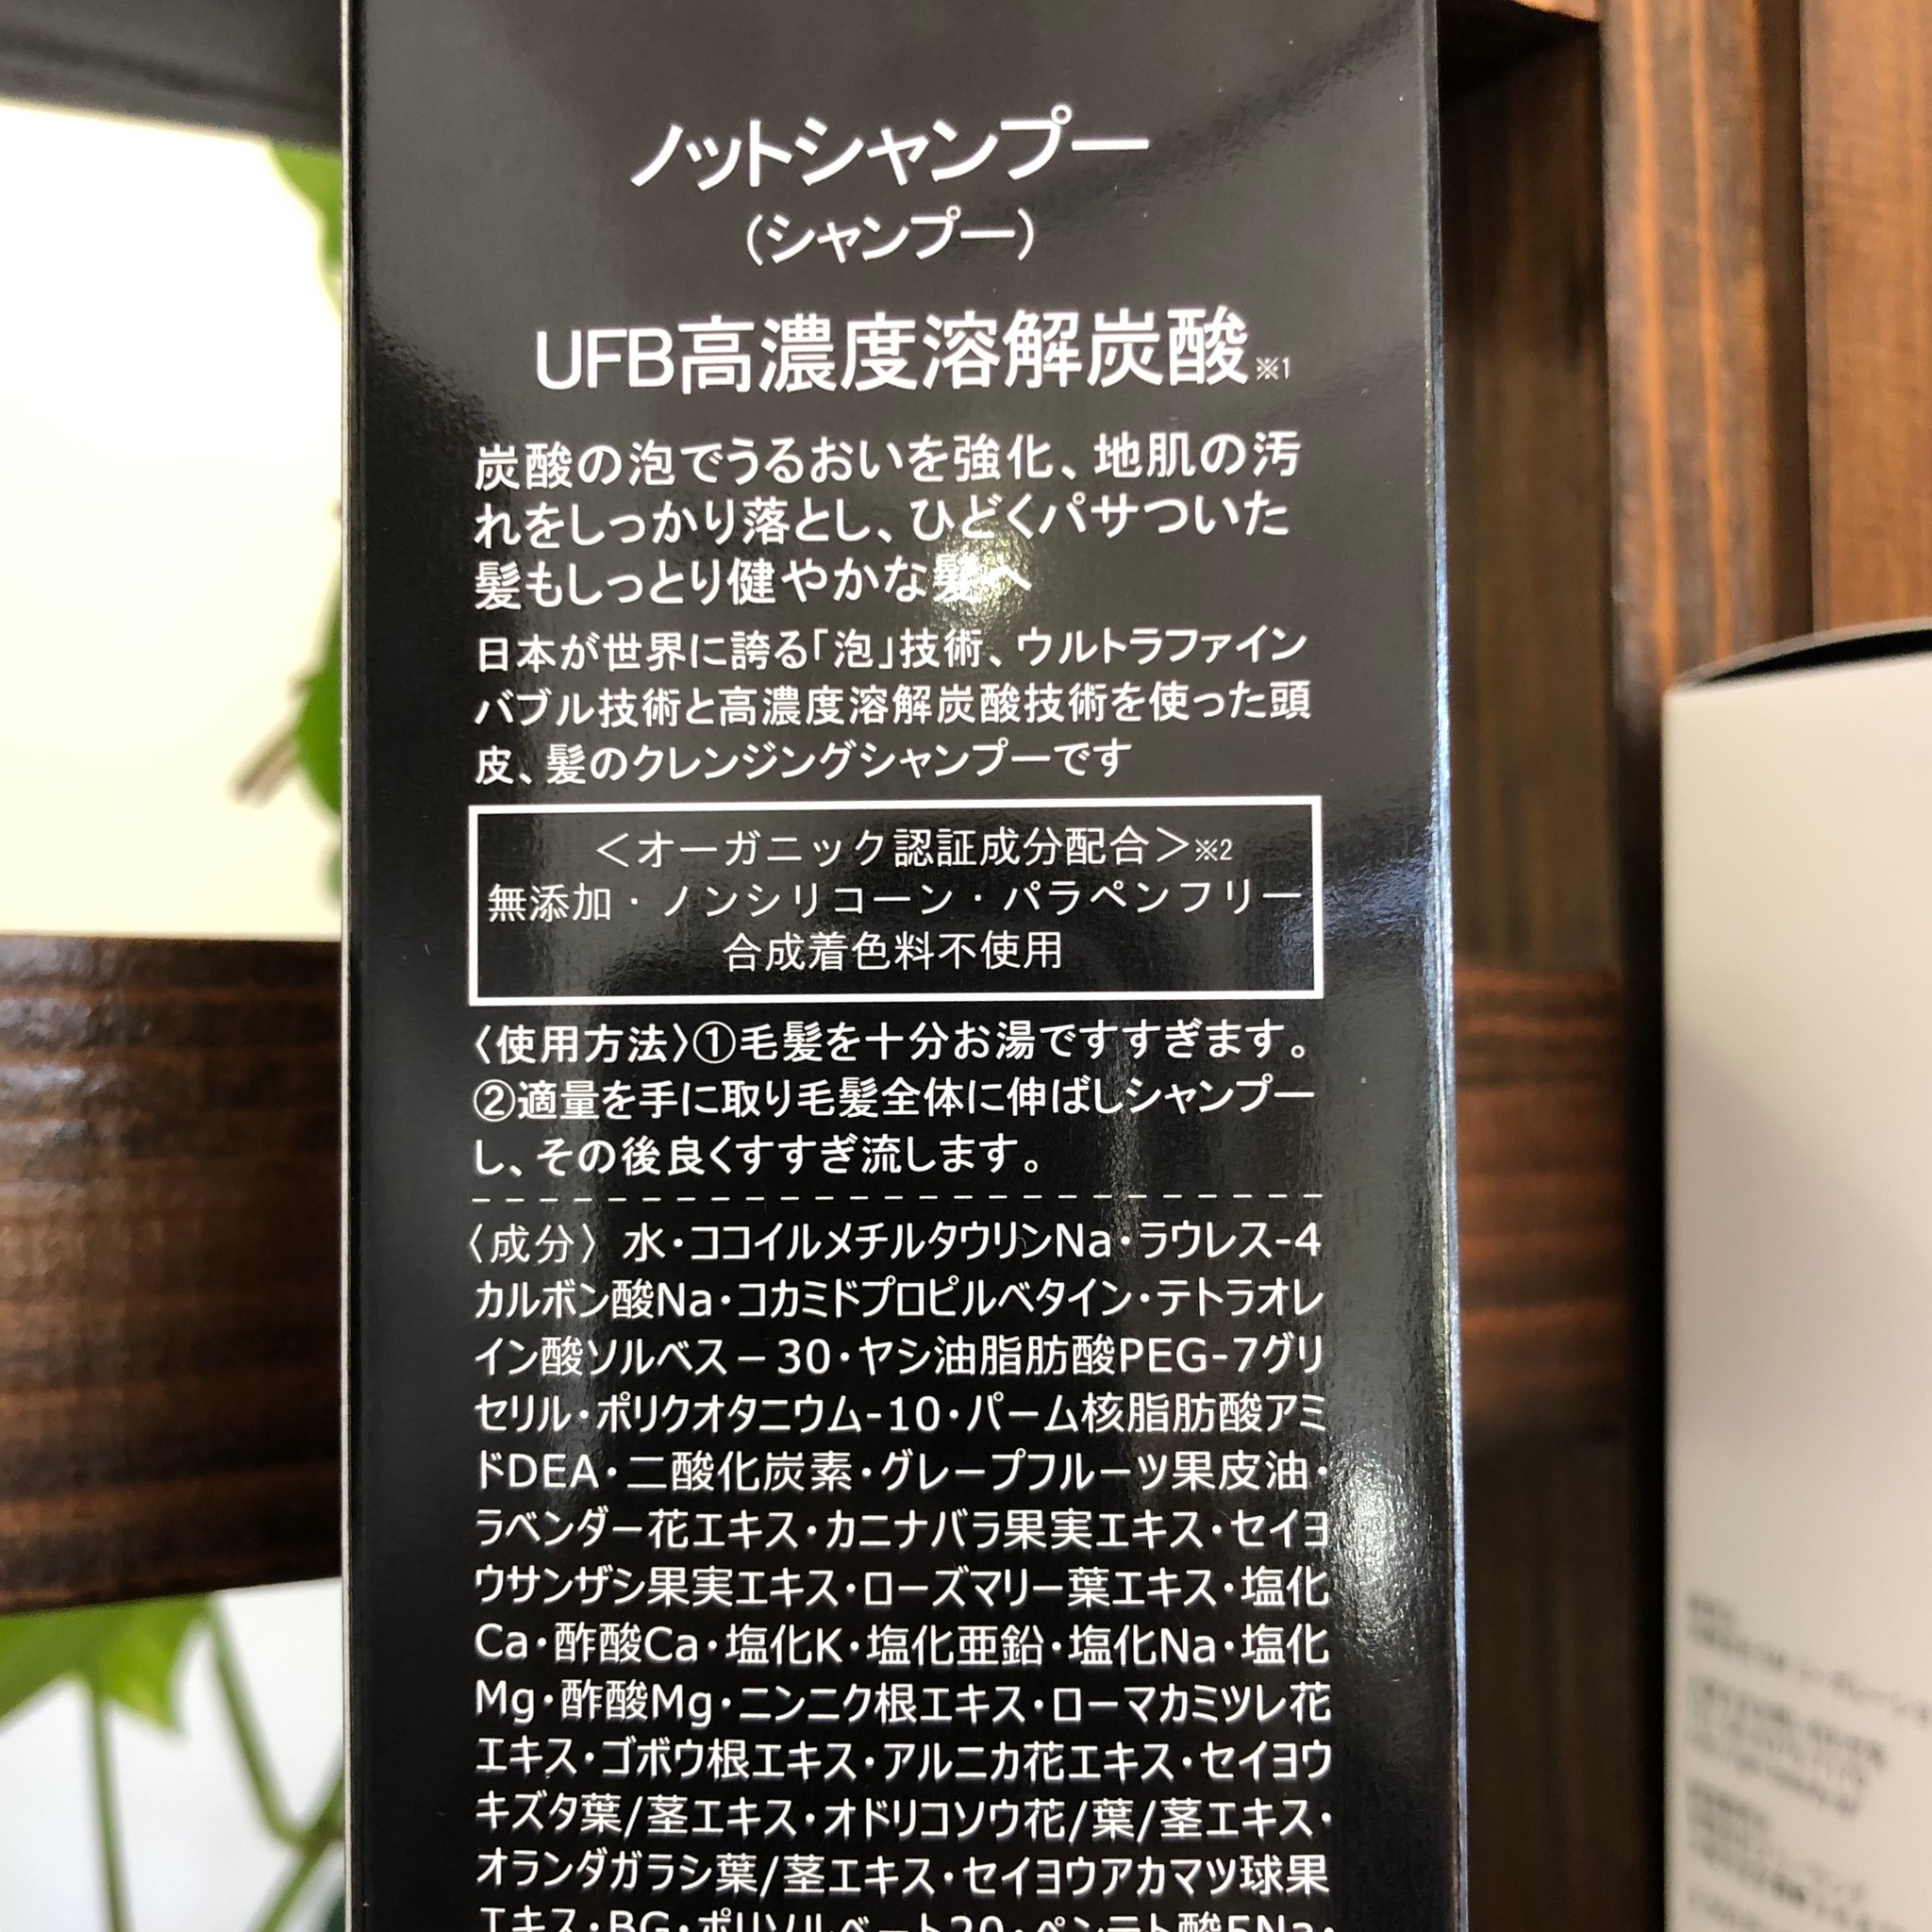 ノットシャンプー
(シャンプー)
UFB高濃度溶解炭酸※1
炭酸の泡でうるおいを強化、地肌の汚
れをしっかり落とし、ひどくパサついた
髪もしっとり健やかな髪へ
日本が世界に誇る「泡」技術、ウルトラファイン
バブル技術と高濃度溶解炭酸技術を使った頭
皮、髪のクレンジングシャンプーです
＜オーガニック認証成分配合＞※2
無添加・ノンシリコーン・パラペンフリー
合成着色料不使用
〈使用方法〉①毛髪を十分お湯ですすぎます。
②適量を手に取り毛髪全体に伸ばしシャンプー
し、その後良くすすぎ流します。
〈成分〉 水・ココイルメチルタウリンNa・ラウレス-4
カルボン酸Na・コカミドプロピルベタイン・テトラオレ
イン酸ソルベス－30・ヤシ油脂肪酸PEG-7グリ
セリル・ポリクオタニウム-10・パーム核脂肪酸アミ
ドDEA・二酸化炭素・グレープフルーツ果皮油・
ラベンダー花エキス・カニナバラ果実エキス・セイヨ
ウサンザシ果実エキス・ローズマリー葉エキス・塩化
Ca・酢酸Ca・塩化K・塩化亜鉛・塩化Na・塩化
Mg・酢酸Mg・ニンニク根エキス・ローマカミツレ花
エキス・ゴボウ根エキス・アルニカ花エキス・セイヨウ
キズタ葉/茎エキス・オドリコソウ花/葉/茎エキス・
オランダガラシ葉/茎エキス・セイヨウアカマツ球果
エキス・BG・ポリソルベート20・ペンテト酸5Na・